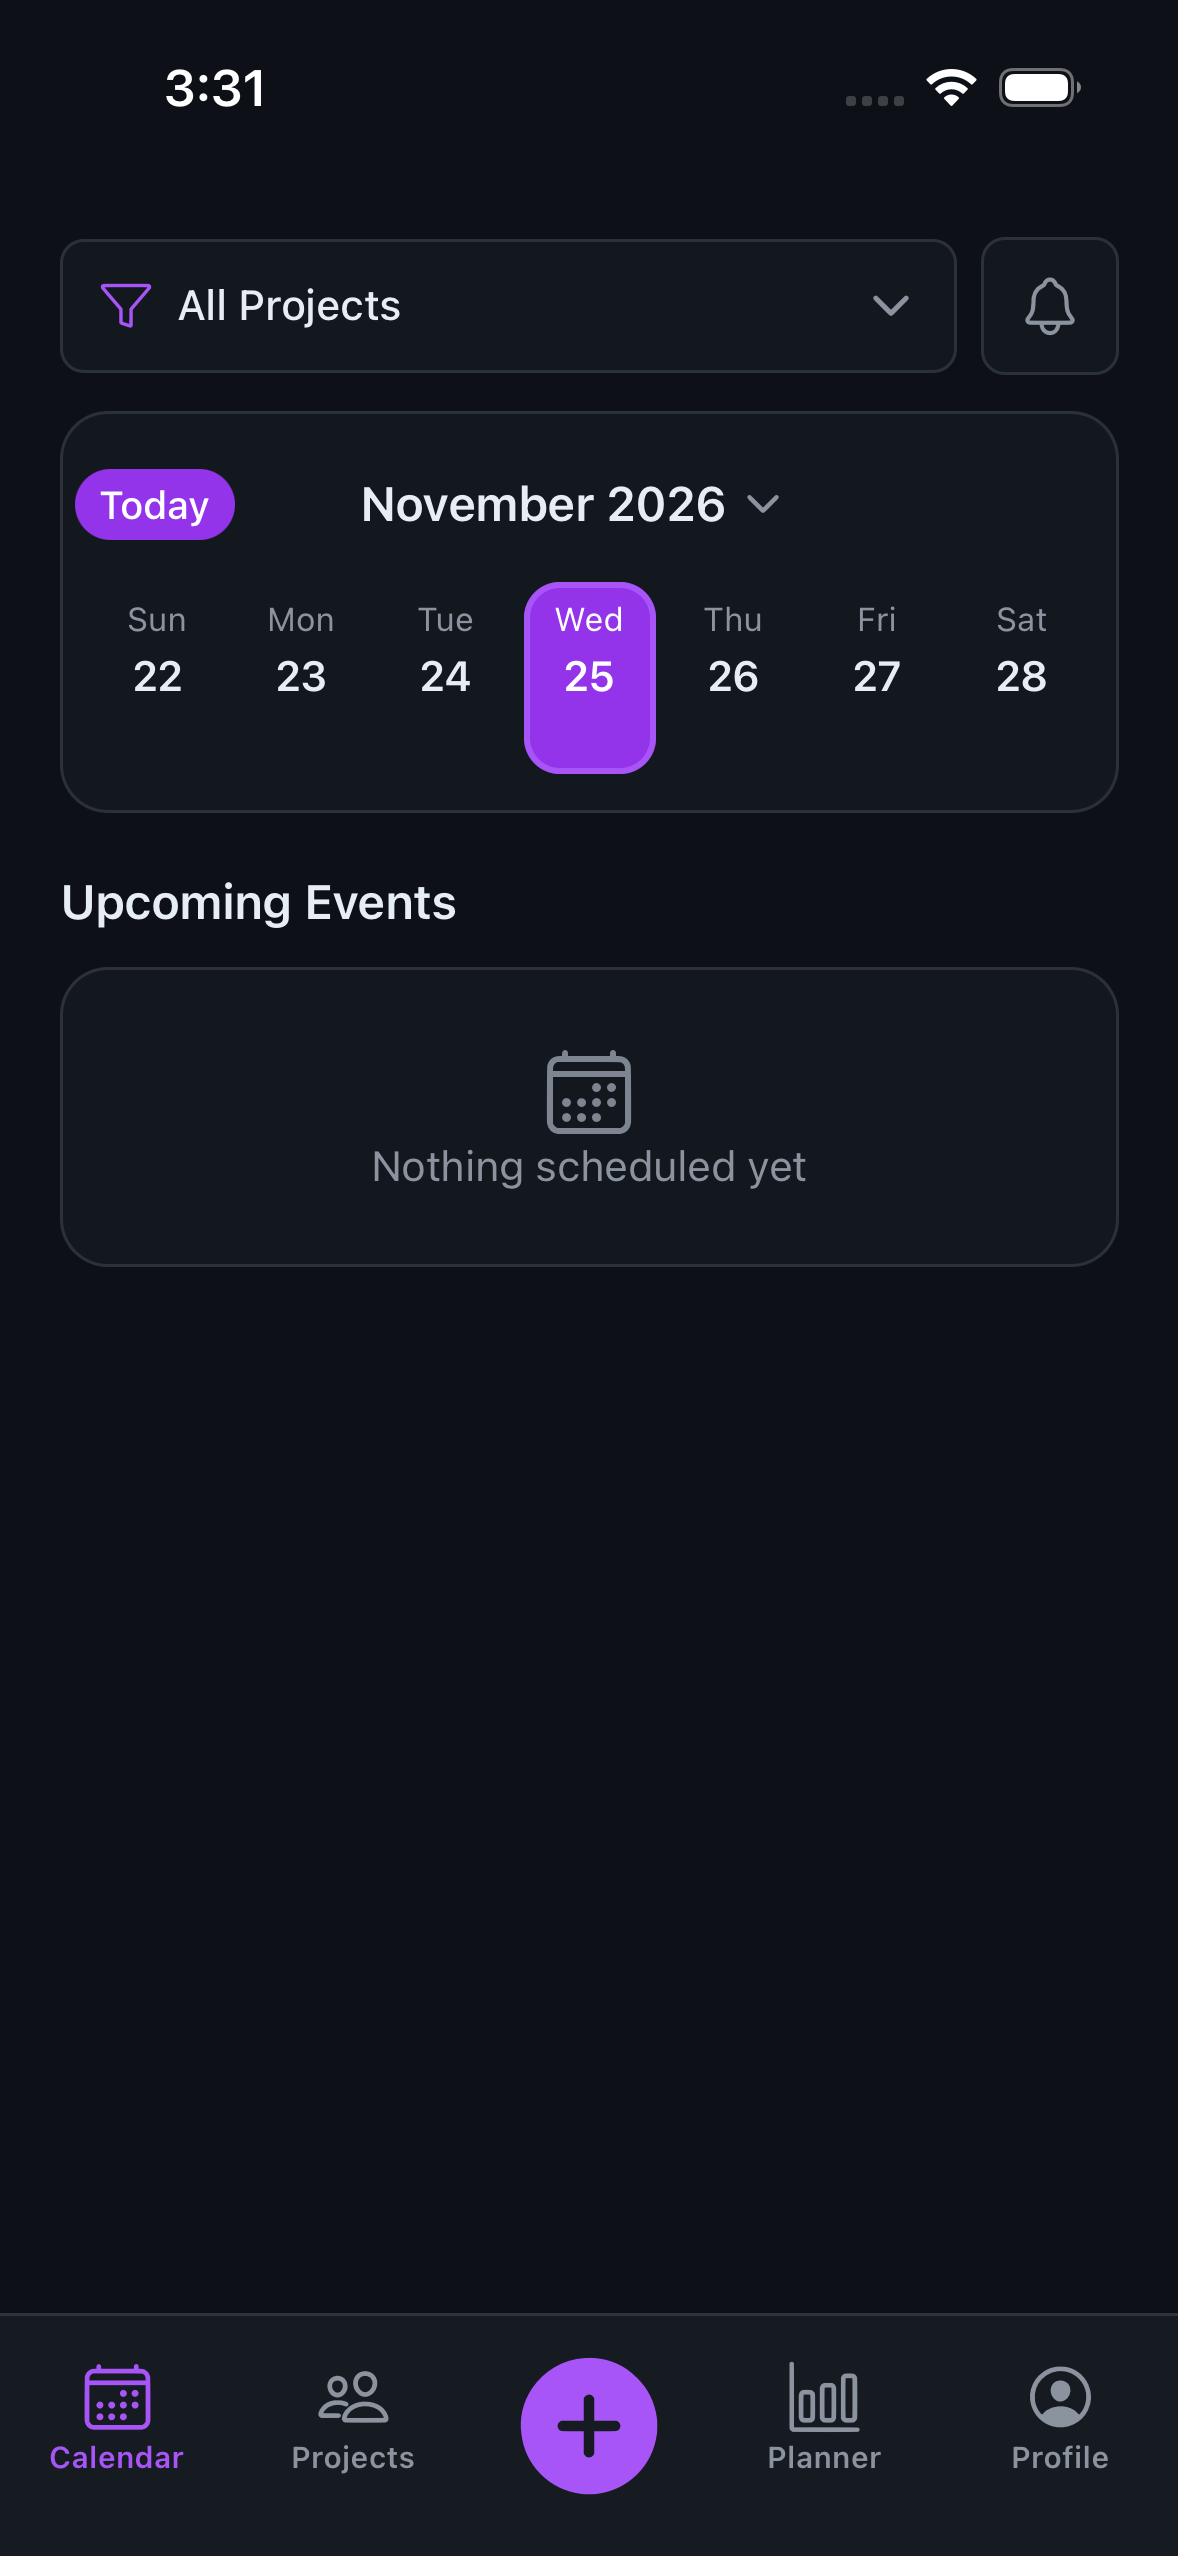 3:31
All Projects
Today
November 2026
Sun Mon Tue Wed Thu Fri Sat
22 23 24 25 26 27 28
Upcoming Events
Nothing scheduled yet
Calendar Projects Planner Profile